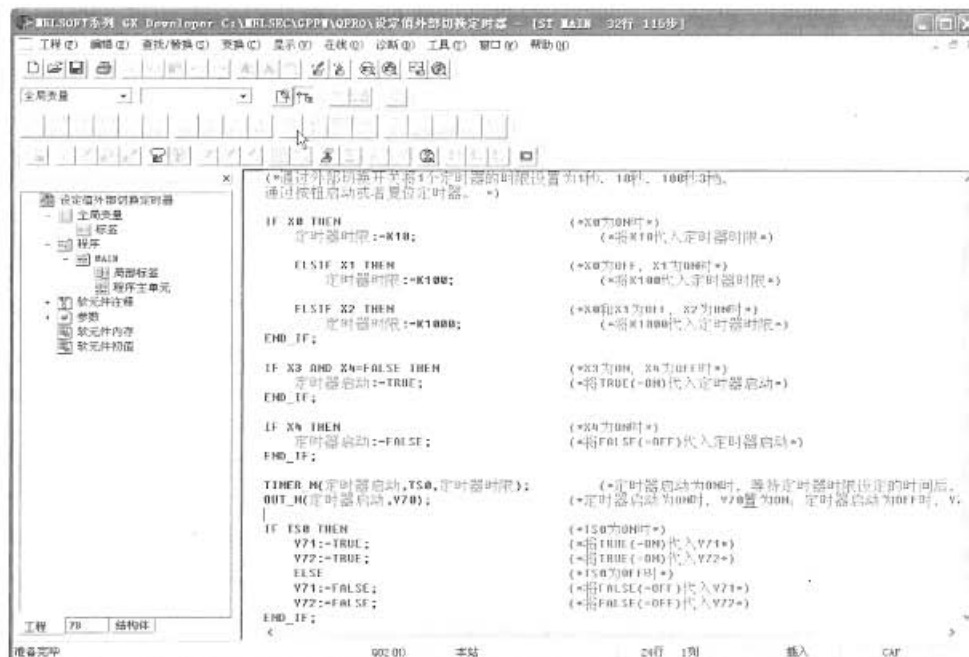 MELSOFT系列 GX Developer C:\MELSEC\GPPW\QPRO\设定值外部切换定时器 - [ST MAIN 32行 116步]
工程(F) 编辑(E) 查找/替换(S) 变换(C) 显示(V) 在线(O) 诊断(D) 工具(T) 窗口(W) 帮助(H)
全局变量
设定值外部切换定时器
全局变量
标签
程序
MAIN
局部标签
程序主单元
软元件注释
参数
软元件内存
软元件初值
工程 结构体
(*通过外部切换开关将1个定时器的时限设置为1秒、10秒、100秒3档。
通过按钮启动或者复位定时器。 *)
IF X0 THEN (*X0为ON时*)
定时器时限:=K10; (*将K10代入定时器时限*)
ELSIF X1 THEN (*X0为OFF, X1为ON时*)
定时器时限:=K100; (*将K100代入定时器时限*)
ELSIF X2 THEN (*X0和X1为OFF, X2为ON时*)
定时器时限:=K1000; (*将K1000代入定时器时限*)
END_IF;
IF X3 AND X4=FALSE THEN (*X3为ON, X4为OFF时*)
定时器启动:=TRUE; (*将TRUE(=ON)代入定时器启动*)
END_IF;
IF X4 THEN (*X4为ON时*)
定时器启动:=FALSE; (*将FALSE(=OFF)代入定时器启动*)
END_IF;
TIMER_M(定时器启动,TS0,定时器时限); (*定时器启动为ON时, 等待定时器时限设定的时间后,
OUT_M(定时器启动,Y70); (*定时器启动为ON时, Y70置为ON; 定时器启动为OFF时, Y
IF TS0 THEN (*TS0为ON时*)
Y71:=TRUE; (*将TRUE(=ON)代入Y71*)
Y72:=TRUE; (*将TRUE(=ON)代入Y72*)
ELSE (*TS0为OFF时*)
Y71:=FALSE; (*将FALSE(=OFF)代入Y71*)
Y72:=FALSE; (*将FALSE(=OFF)代入Y72*)
END_IF;
准备完毕 Q02(H) 本站 24行 1列 插入 CAP